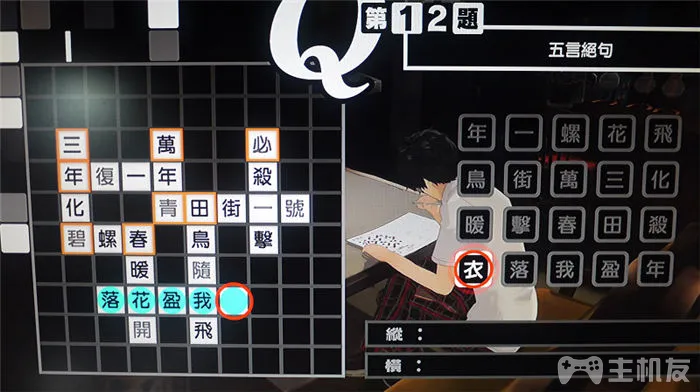 Q
第12題
五言絕句
三 萬 必
年 復 一 年 殺
化 青 田 街 一 號
碧 螺 春 鳥 擊
暖 隨
落 花 盈 我
開 飛
年 一 螺 花 飛
鳥 街 萬 三 化
暖 擊 春 田 殺
衣 落 我 盈 年
縱：
橫：
主机友